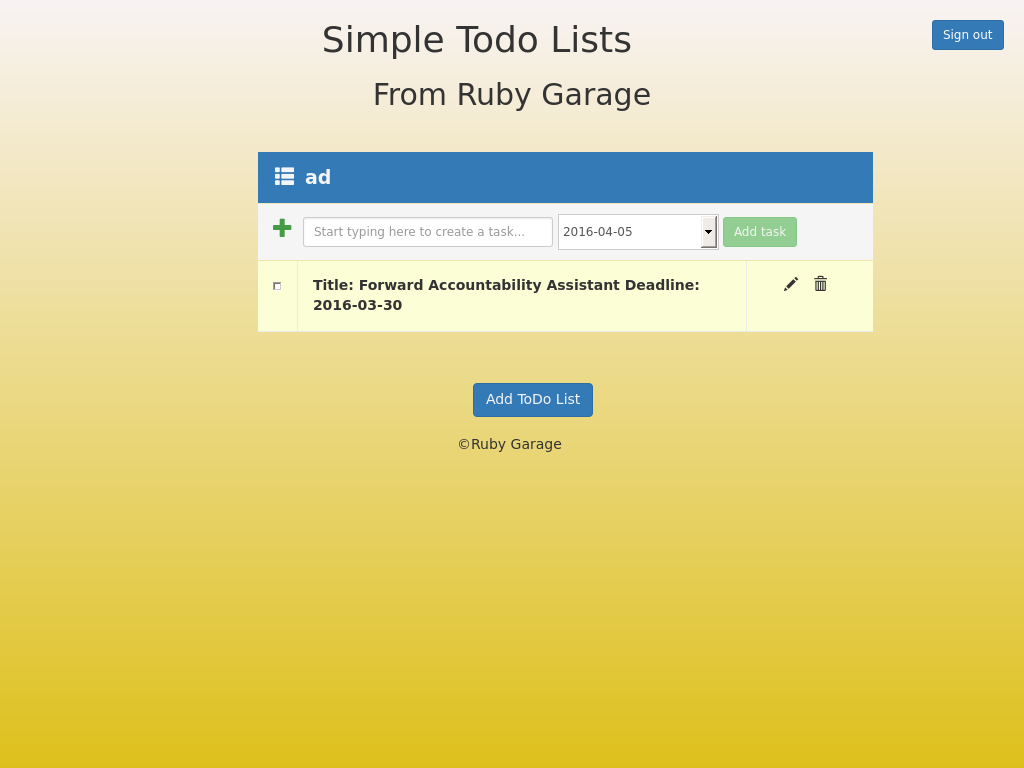 Simple Todo Lists
Sign out
From Ruby Garage
ad
Start typing here to create a task...
2016-04-05
Add task
Title: Forward Accountability Assistant Deadline:
2016-03-30
Add ToDo List
©Ruby Garage